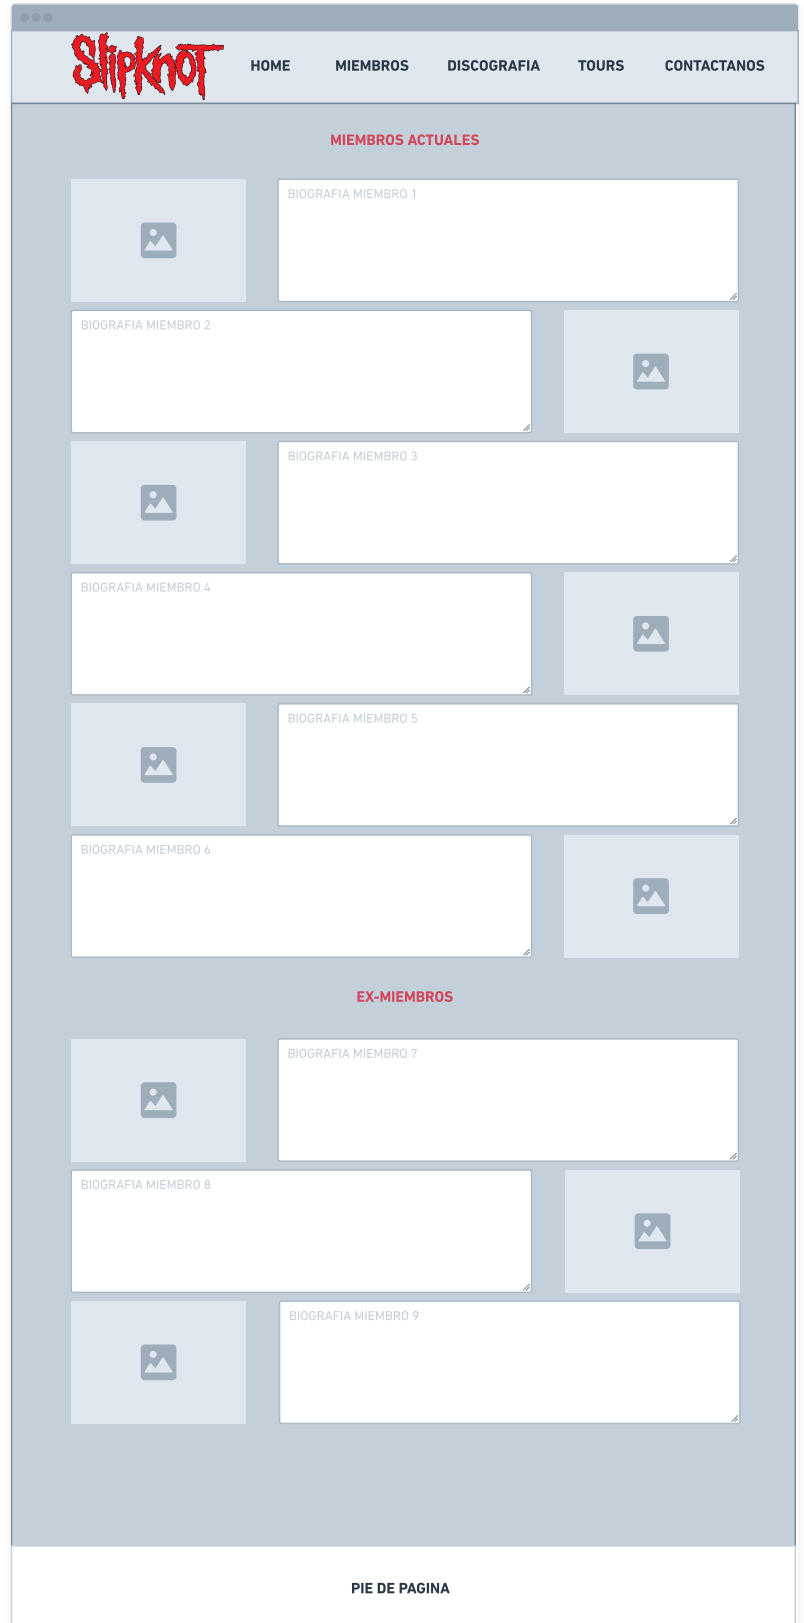 Slipknot
HOME MIEMBROS DISCOGRAFIA TOURS CONTACTANOS
MIEMBROS ACTUALES
BIOGRAFIA MIEMBRO 1
BIOGRAFIA MIEMBRO 2
BIOGRAFIA MIEMBRO 3
BIOGRAFIA MIEMBRO 4
BIOGRAFIA MIEMBRO 5
BIOGRAFIA MIEMBRO 6
EX-MIEMBROS
BIOGRAFIA MIEMBRO 7
BIOGRAFIA MIEMBRO 8
BIOGRAFIA MIEMBRO 9
PIE DE PAGINA